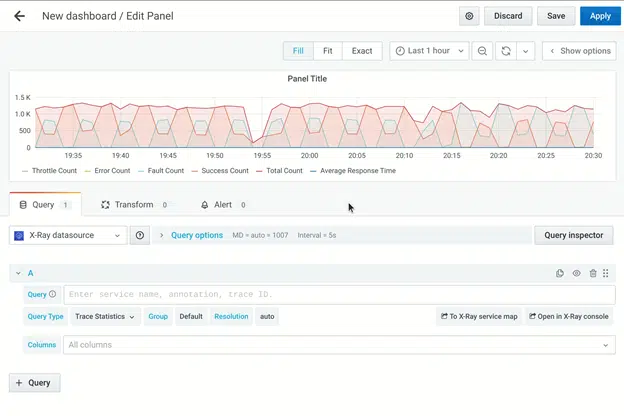 New dashboard / Edit Panel
Discard
Save
Apply
Fill
Fit
Exact
Last 1 hour
Show options
Panel Title
1.5 K
1.0 K
500
0
19:35 19:40 19:45 19:50 19:55 20:00 20:05 20:10 20:15 20:20 20:25 20:30
Throttle Count Error Count Fault Count Success Count Total Count Average Response Time
Query 1
Transform 0
Alert 0
X-Ray datasource
Query options MD = auto = 1007 Interval = 5s
Query inspector
A
Query
Enter service name, annotation, trace ID.
Query Type Trace Statistics Group Default Resolution auto
To X-Ray service map
Open in X-Ray console
Columns All columns
+ Query